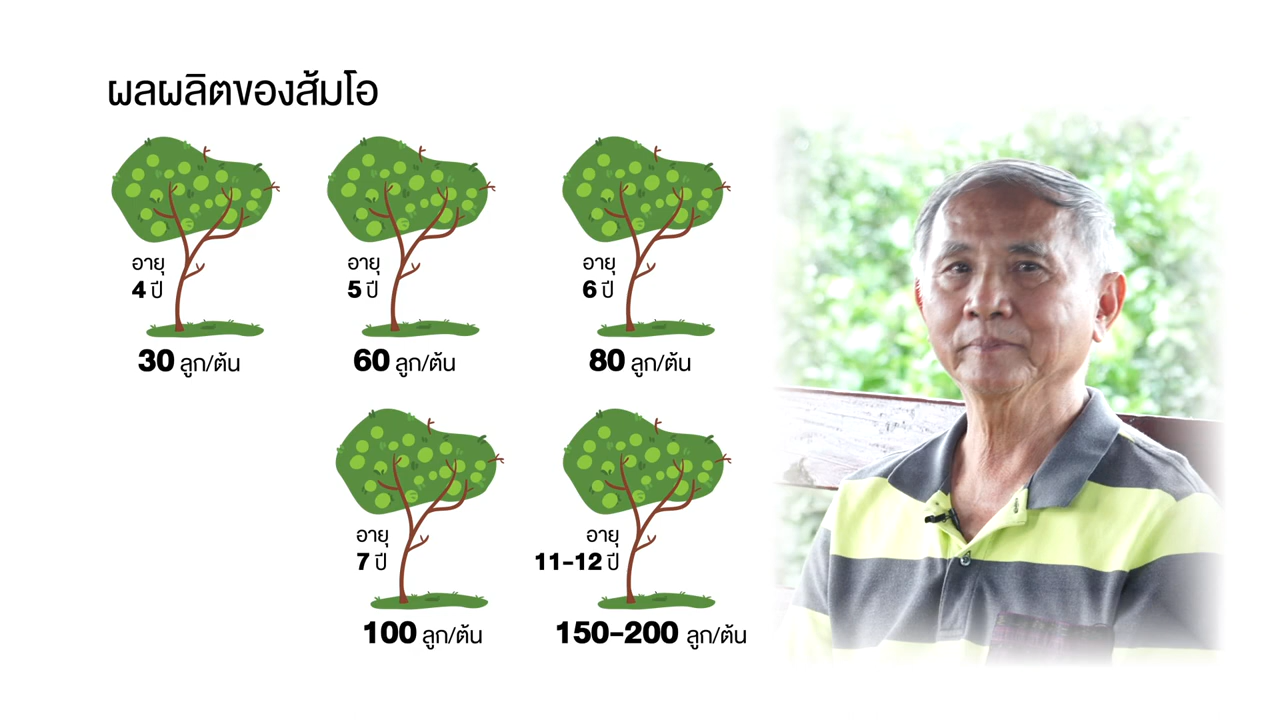 ผลผลิตของส้มโอ
อายุ
4 ปี
30 ลูก/ต้น
อายุ
5 ปี
60 ลูก/ต้น
อายุ
6 ปี
80 ลูก/ต้น
อายุ
7 ปี
100 ลูก/ต้น
อายุ
11-12 ปี
150-200 ลูก/ต้น